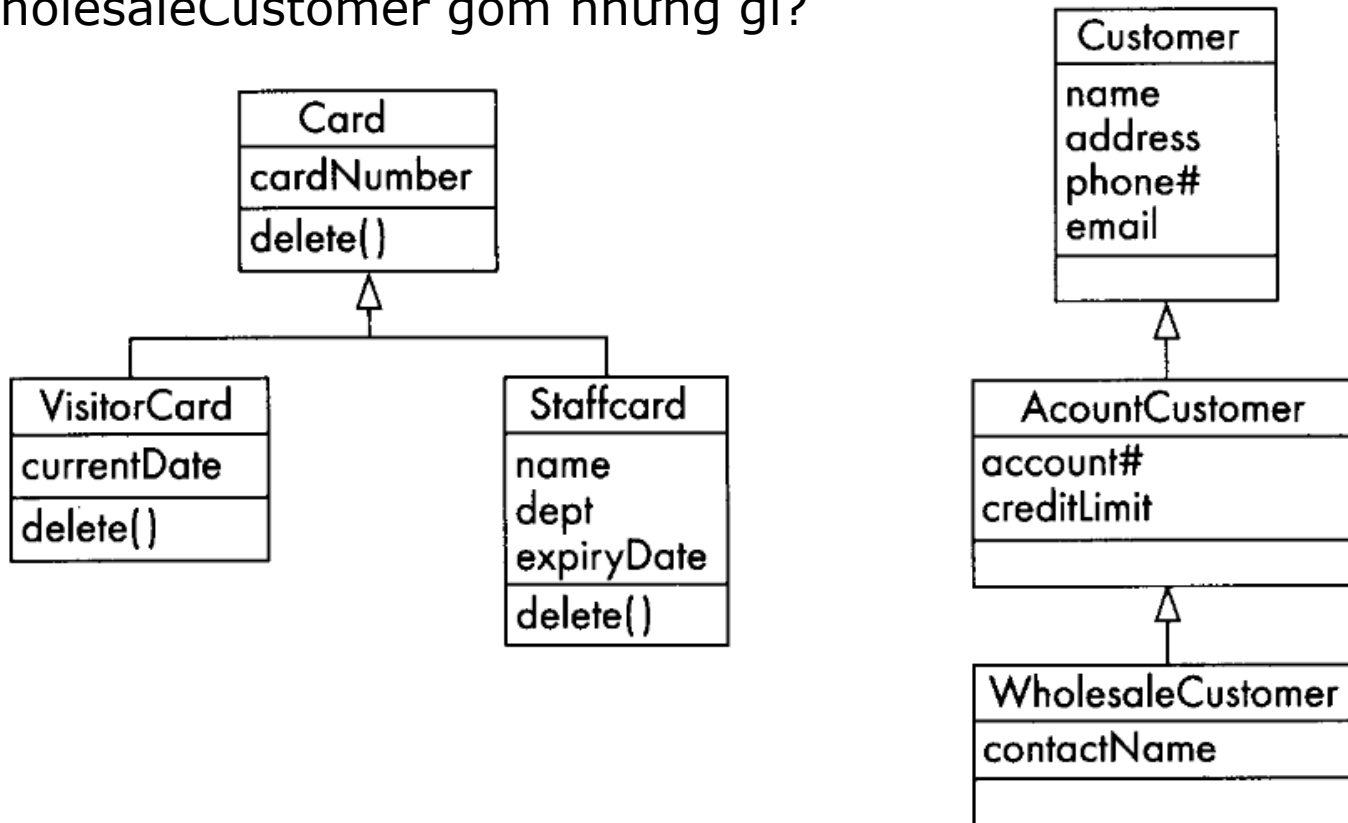 holesaleCustomer gồm những gì?
Card
cardNumber
delete()
VisitorCard
currentDate
delete()
Staffcard
name
dept
expiryDate
delete()
Customer
name
address
phone#
email
AcountCustomer
account#
creditLimit
WholesaleCustomer
contactName